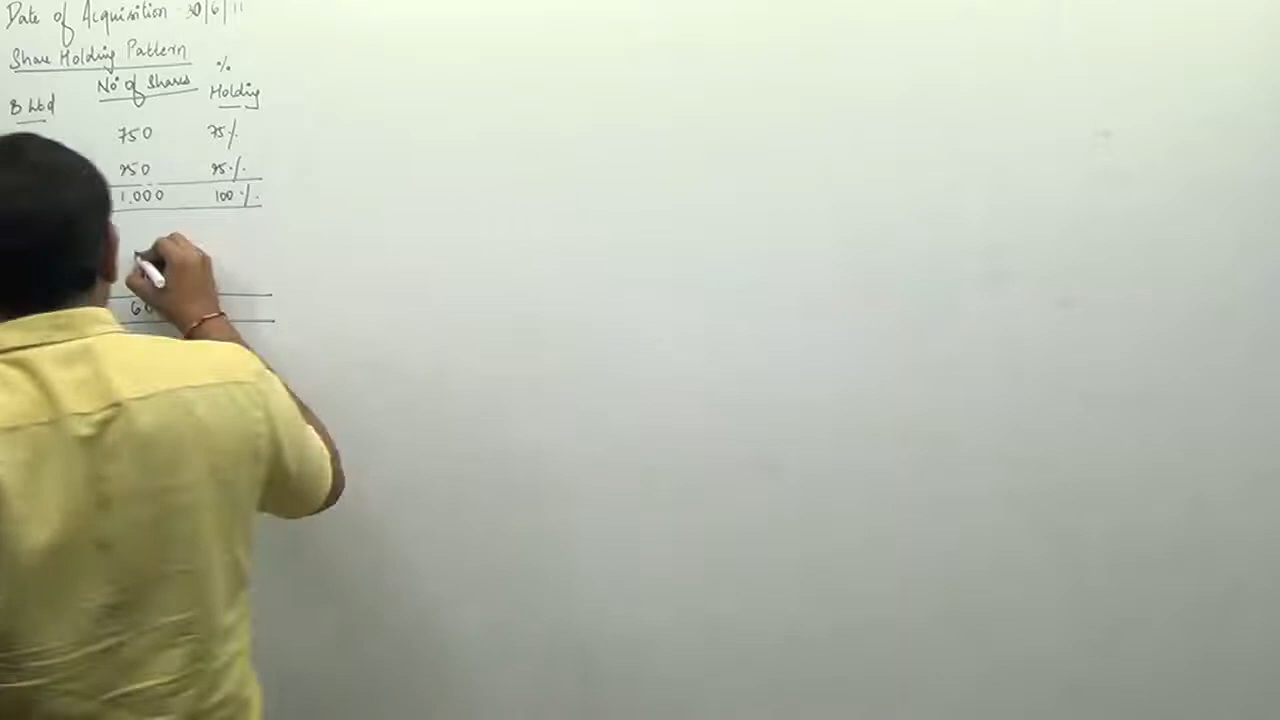 Date of Acquisition 30/6/11
Share Holding Pattern
No of Shares % Holding
B Ltd
750 75%
250 25%
1,000 100%